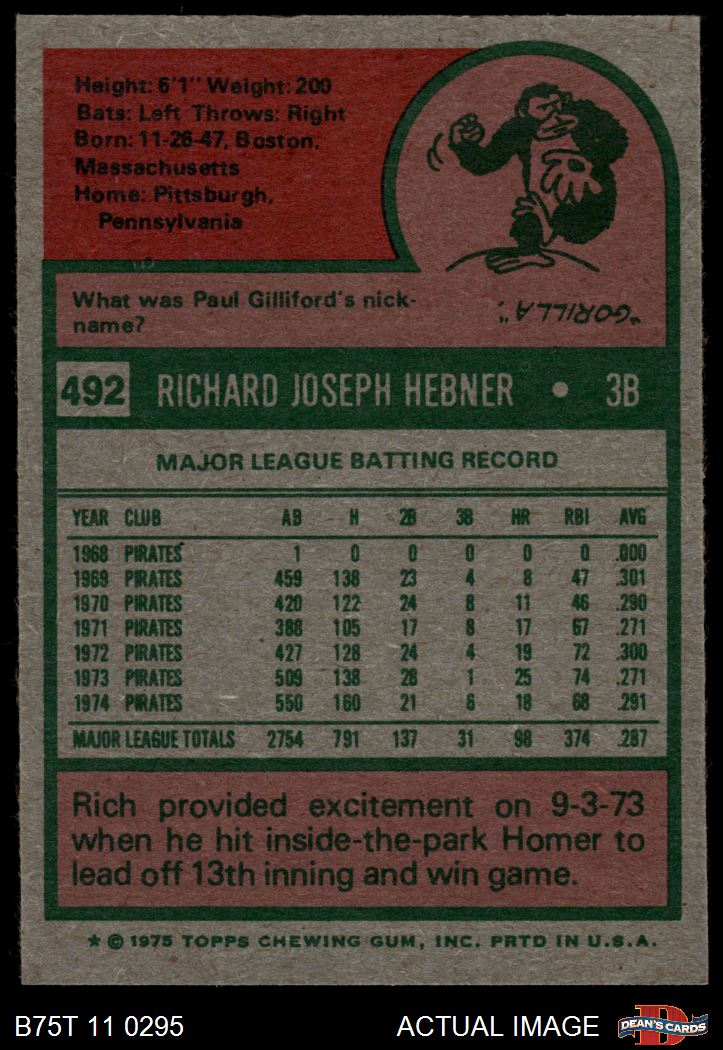 Height: 6'1" Weight: 200
Bats: Left Throws: Right
Born: 11-26-47, Boston,
Massachusetts
Home: Pittsburgh,
Pennsylvania
What was Paul Gilliford's nick-
name?
"GORILLA".
492 RICHARD JOSEPH HEBNER • 3B
MAJOR LEAGUE BATTING RECORD
YEAR CLUB AB H 2B 3B HR RBI AVG
1968 PIRATES 1 0 0 0 0 0 .000
1969 PIRATES 459 138 23 4 8 47 .301
1970 PIRATES 420 122 24 8 11 46 .290
1971 PIRATES 388 105 17 8 17 67 .271
1972 PIRATES 427 128 24 4 19 72 .300
1973 PIRATES 509 138 28 1 25 74 .271
1974 PIRATES 550 160 21 6 18 68 .291
MAJOR LEAGUE TOTALS 2754 791 137 31 98 374 .287
Rich provided excitement on 9-3-73
when he hit inside-the-park Homer to
lead off 13th inning and win game.
* © 1975 TOPPS CHEWING GUM, INC. PRTD IN U.S.A.
B75T 11 0295 ACTUAL IMAGE D DEAN'S CARDS